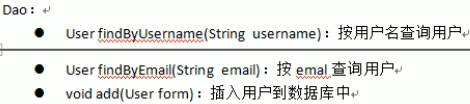 Dao：
● User findByUsername(String username)：按用户名查询用户
● User findByEmail(String email)：按 emal 查询用户
● void add(User form)：插入用户到数据库中